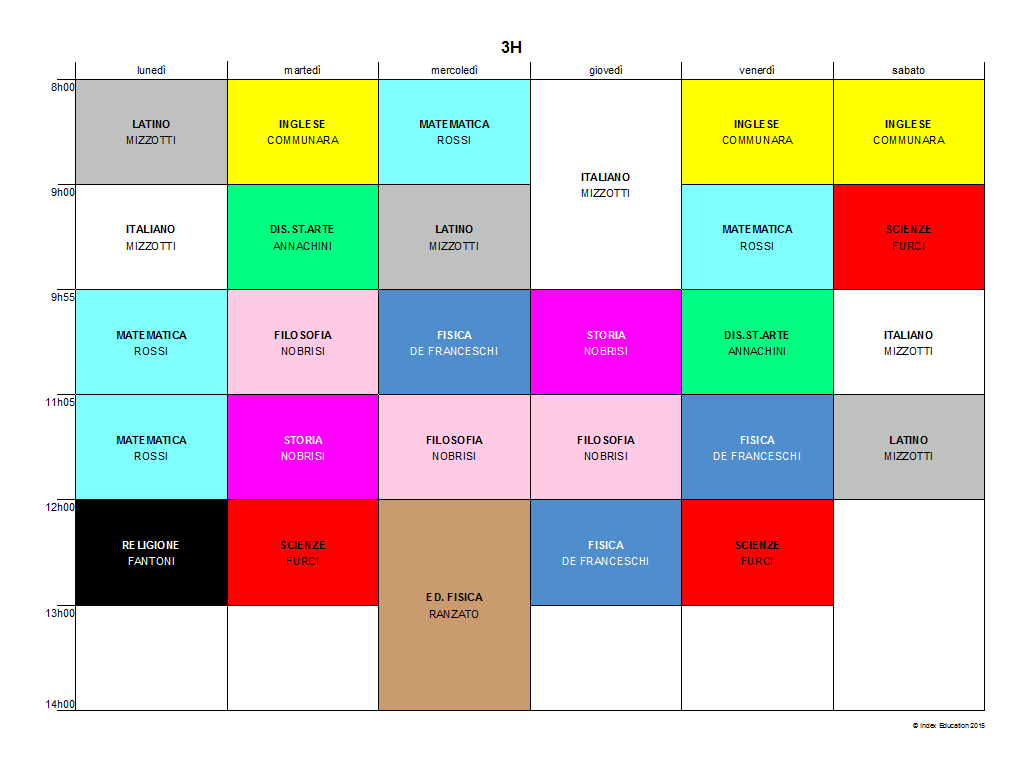 3H
lunedì martedì mercoledì giovedì venerdì sabato
8h00
LATINO
MIZZOTTI
INGLESE
COMMUNARA
MATEMATICA
ROSSI
ITALIANO
MIZZOTTI
INGLESE
COMMUNARA
INGLESE
COMMUNARA
9h00
ITALIANO
MIZZOTTI
DIS.ST.ARTE
ANNACHINI
LATINO
MIZZOTTI
MATEMATICA
ROSSI
SCIENZE
FURCI
9h55
MATEMATICA
ROSSI
FILOSOFIA
NOBRISI
FISICA
DE FRANCESCHI
STORIA
NOBRISI
DIS.ST.ARTE
ANNACHINI
ITALIANO
MIZZOTTI
11h05
MATEMATICA
ROSSI
STORIA
NOBRISI
FILOSOFIA
NOBRISI
FILOSOFIA
NOBRISI
FISICA
DE FRANCESCHI
LATINO
MIZZOTTI
12h00
RELIGIONE
FANTONI
SCIENZE
FURCI
ED. FISICA
RANZATO
FISICA
DE FRANCESCHI
SCIENZE
FURCI
13h00
14h00
© Index Education 2015